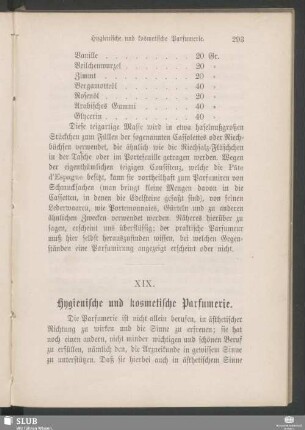 Hygienische und kosmetische Parfumerie. 293
Vanille . . . . . . . . . . 20 Gr.
Veilchenwurzel . . . . . . . 20 "
Zimmt . . . . . . . . . . 20 "
Bergamottöl . . . . . . . . 40 "
Rosenöl . . . . . . . . . . 20 "
Arabisches Gummi . . . . . . 40 "
Glycerin . . . . . . . . . . 40 "
Diese teigartige Masse wird in etwa haselnußgroßen
Stückchen zum Füllen der sogenannten Cassolettes oder Riech-
büchsen verwendet, die ähnlich wie die Riechsalz-Fläschchen
in der Tasche oder im Portefeuille getragen werden. Wegen
der eigenthümlichen teigigen Consistenz, welche die Pâte
d'Espagne besitzt, kann sie vortheilhaft zum Parfumiren von
Schmucksachen (man bringt kleine Mengen davon in die
Cassetten, in denen die Edelsteine gefaßt sind), von feinen
Lederwaaren, wie Portemonnaies, Gürteln und zu anderen
ähnlichen Zwecken verwendet werden. Näheres hierüber zu
sagen, erscheint uns überflüssig; der praktische Parfumeur
muß hier selbst herauszufinden wissen, bei welchen Gegen-
ständen eine Parfumirung angezeigt erscheint oder nicht.
XIX.
Hygienische und kosmetische Parfumerie.
Die Parfumerie ist nicht allein berufen, in ästhetischer
Richtung zu wirken und die Sinne zu erfreuen; sie hat
noch einen andern, nicht minder wichtigen und schönen Beruf
zu erfüllen, nämlich den, die Arzneikunde in gewissem Sinne
zu unterstützen. Daß sie hierbei auch in ästhetischem Sinne
SLUB
Wir führen Wissen.